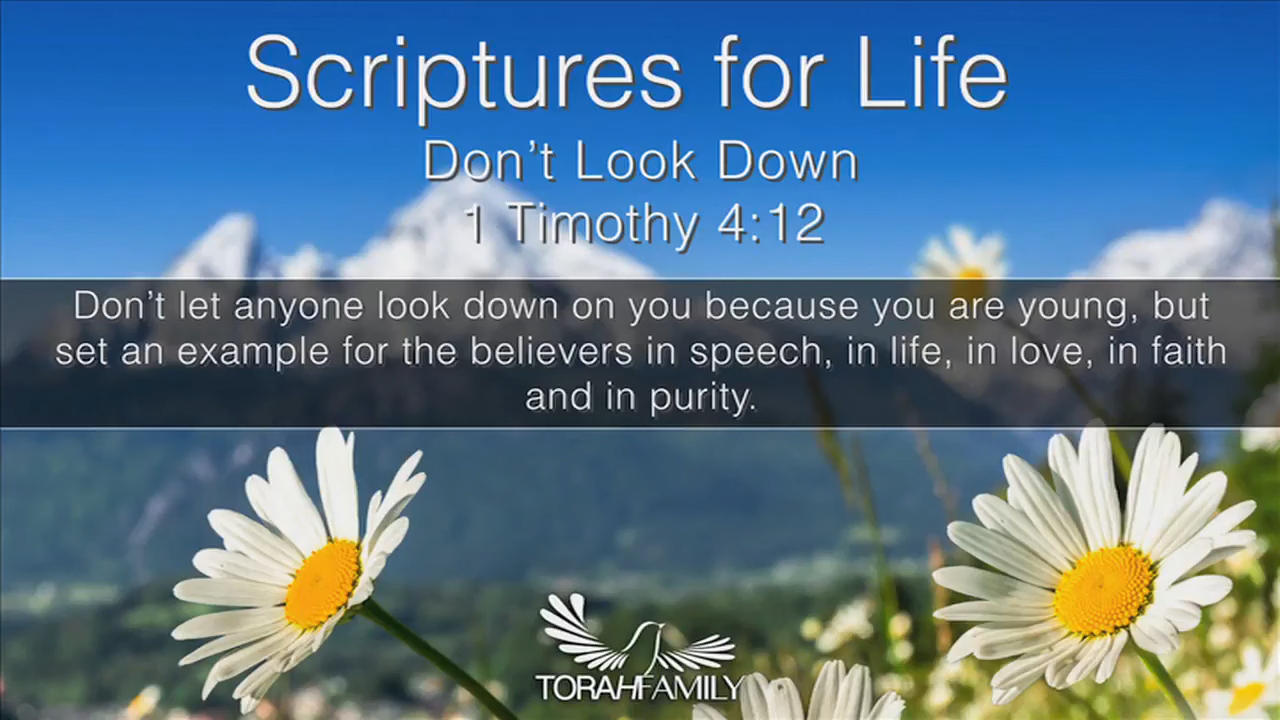 Scriptures for Life
Don’t Look Down
1 Timothy 4:12
Don’t let anyone look down on you because you are young, but
set an example for the believers in speech, in life, in love, in faith
and in purity.
TORAHFAMILY